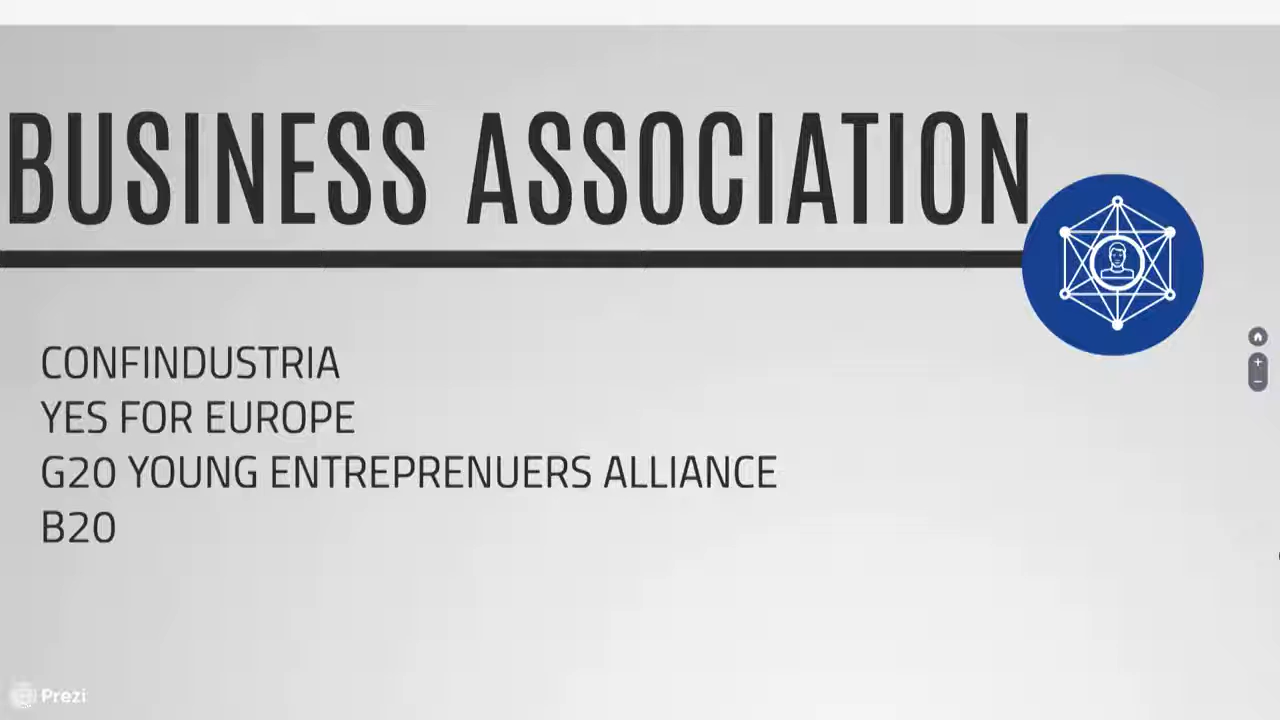 BUSINESS ASSOCIATION
CONFINDUSTRIA
YES FOR EUROPE
G20 YOUNG ENTREPRENUERS ALLIANCE
B20
Prezi